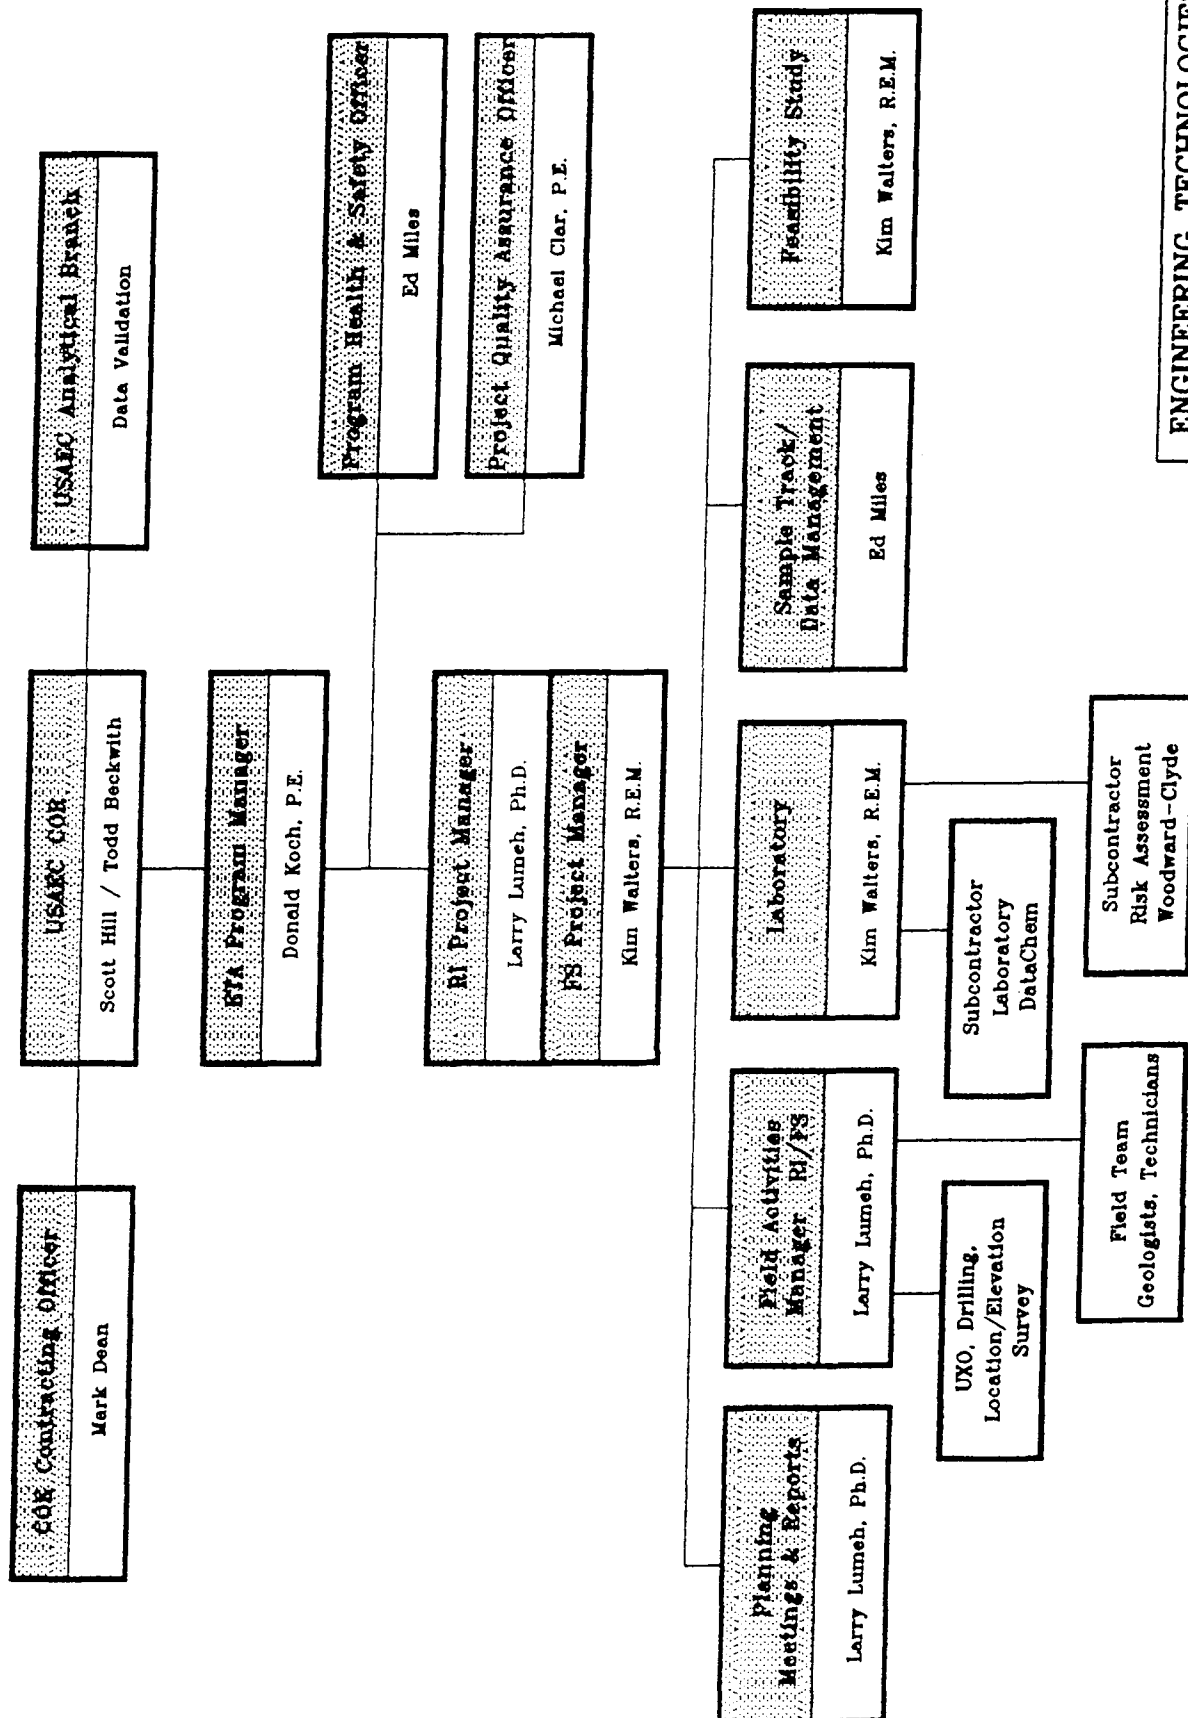 COE Contracting Officer
Mark Dean
USAEC COR
Scott Hill / Todd Beckwith
USAEC Analytical Branch
Data Validation
ETA Program Manager
Donald Koch, P.E.
Program Health & Safety Officer
Ed Miles
Project Quality Assurance Officer
Michael Clar, P.E.
RI Project Manager
Larry Lumeh, Ph.D.
FS Project Manager
Kim Walters, R.E.M.
Planning
Meetings & Reports
Larry Lumeh, Ph.D.
Field Activities
Manager RI/FS
Larry Lumeh, Ph.D.
Laboratory
Kim Walters, R.E.M.
Sample Track/
Data Management
Ed Miles
Feasibility Study
Kim Walters, R.E.M.
UXO, Drilling,
Location/Elevation
Survey
Subcontractor
Laboratory
DataChem
Field Team
Geologists, Technicians
Subcontractor
Risk Assessment
Woodward-Clyde
ENGINEERING TECHNOLOGIES